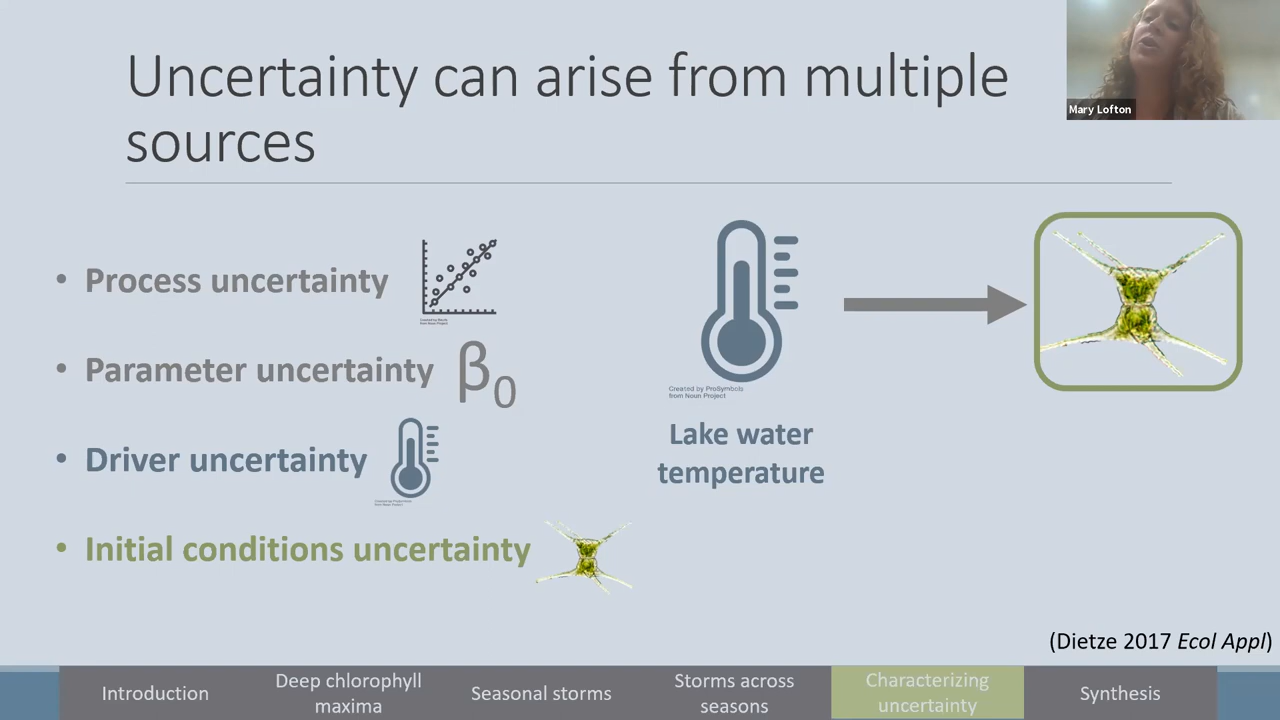 Uncertainty can arise from multiple
sources
Mary Lofton
• Process uncertainty
• Parameter uncertainty
β0
• Driver uncertainty
• Initial conditions uncertainty
Created by ProSymbols
from Noun Project
Lake water
temperature
(Dietze 2017 Ecol Appl)
Introduction
Deep chlorophyll
maxima
Seasonal storms
Storms across
seasons
Characterizing
uncertainty
Synthesis